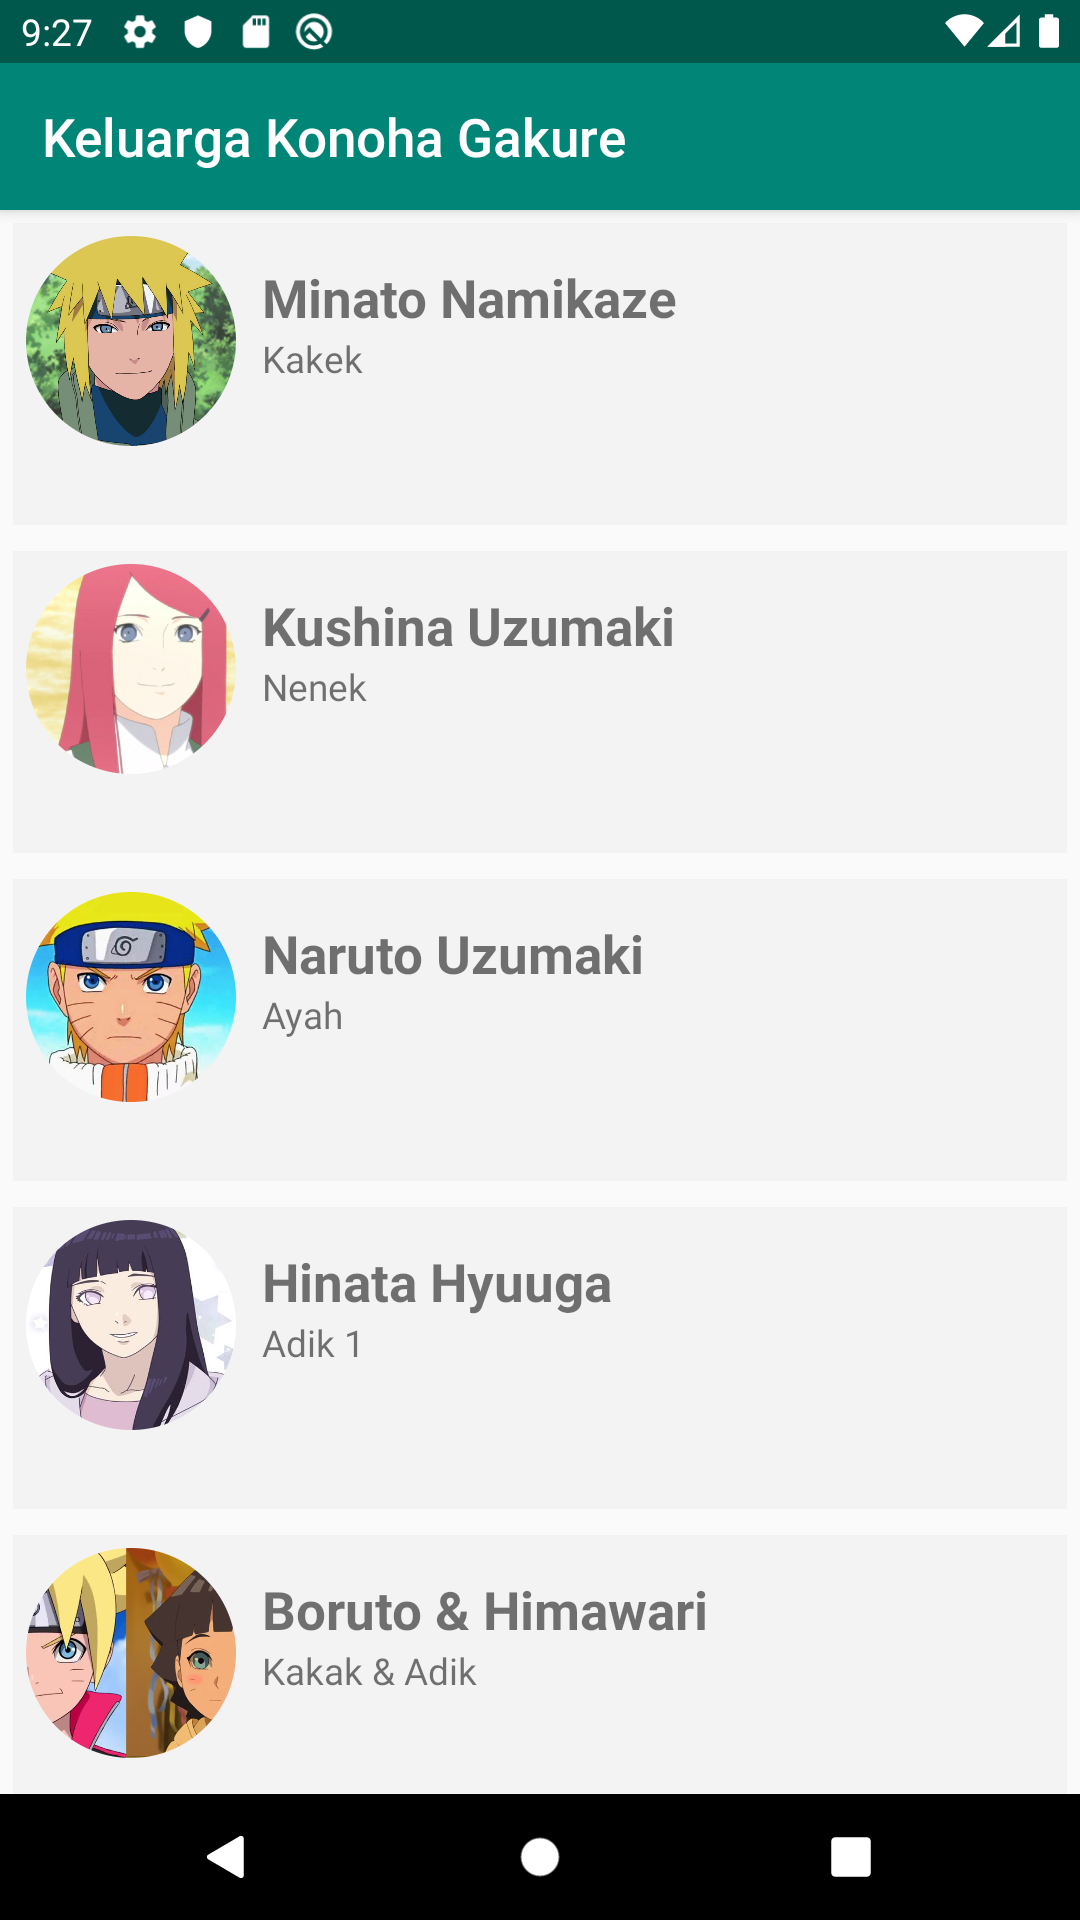 9:27
Keluarga Konoha Gakure
Minato Namikaze
Kakek
Kushina Uzumaki
Nenek
Naruto Uzumaki
Ayah
Hinata Hyuuga
Adik 1
Boruto & Himawari
Kakak & Adik